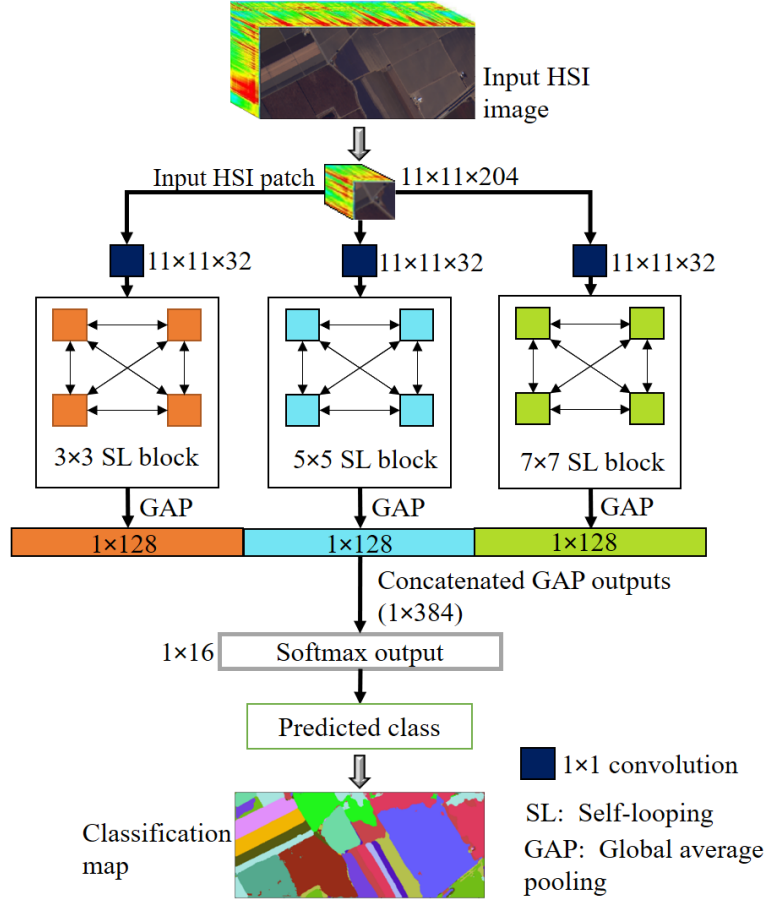 Input HSI
image
Input HSI patch
11×11×204
11×11×32
11×11×32
11×11×32
3×3 SL block
5×5 SL block
7×7 SL block
GAP
GAP
GAP
1×128
1×128
1×128
Concatenated GAP outputs
(1×384)
1×16
Softmax output
Predicted class
1×1 convolution
SL: Self-looping
GAP: Global average
pooling
Classification
map